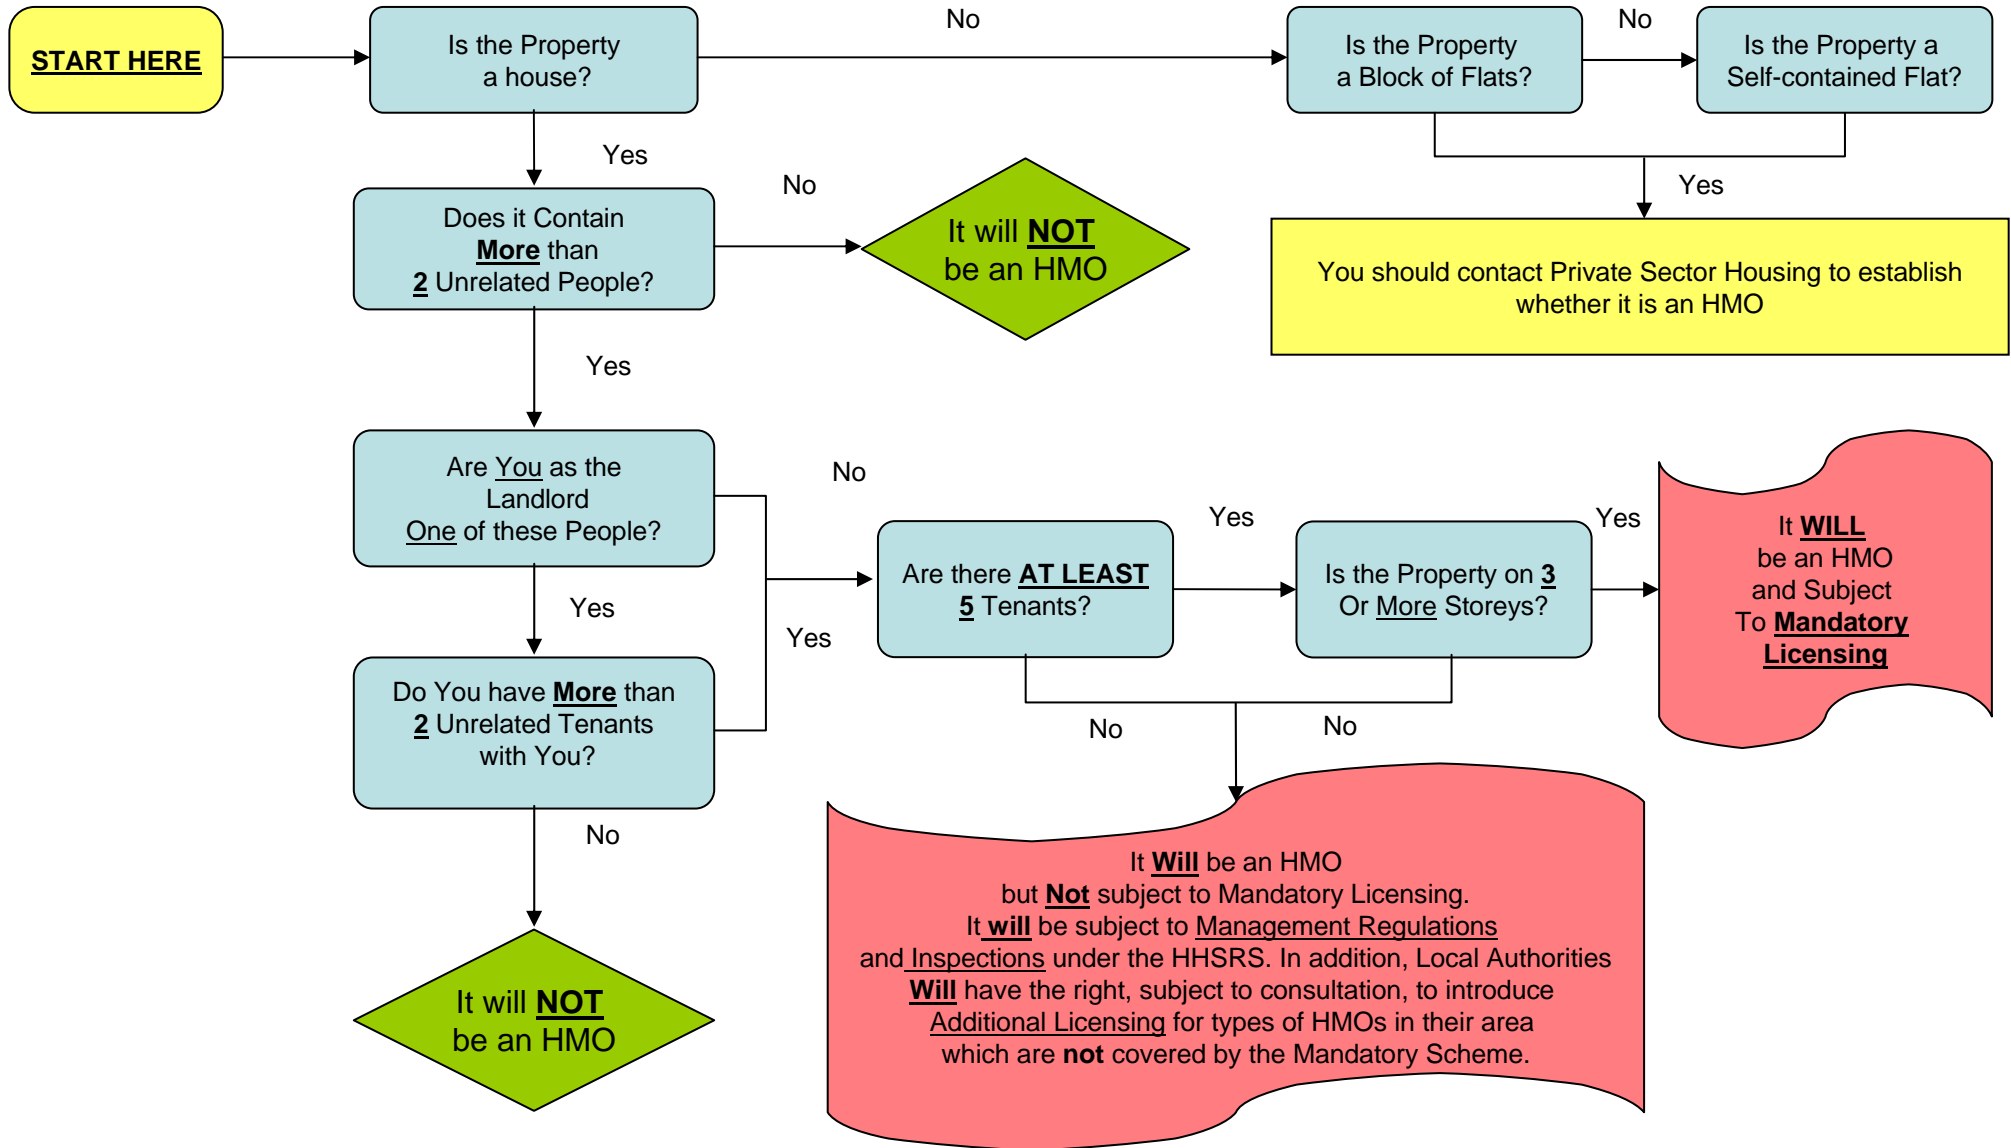 START HERE
Is the Property
a house?
No
Is the Property
a Block of Flats?
No
Is the Property a
Self-contained Flat?
Yes
No
Yes
Does it Contain
More than
2 Unrelated People?
It will NOT
be an HMO
You should contact Private Sector Housing to establish
whether it is an HMO
Yes
Are You as the
Landlord
One of these People?
No
Yes
Are there AT LEAST
5 Tenants?
Yes
Is the Property on 3
Or More Storeys?
Yes
It WILL
be an HMO
and Subject
To Mandatory
Licensing
Yes
Do You have More than
2 Unrelated Tenants
with You?
No
No
No
It will NOT
be an HMO
It Will be an HMO
but Not subject to Mandatory Licensing.
It will be subject to Management Regulations
and Inspections under the HHSRS. In addition, Local Authorities
Will have the right, subject to consultation, to introduce
Additional Licensing for types of HMOs in their area
which are not covered by the Mandatory Scheme.